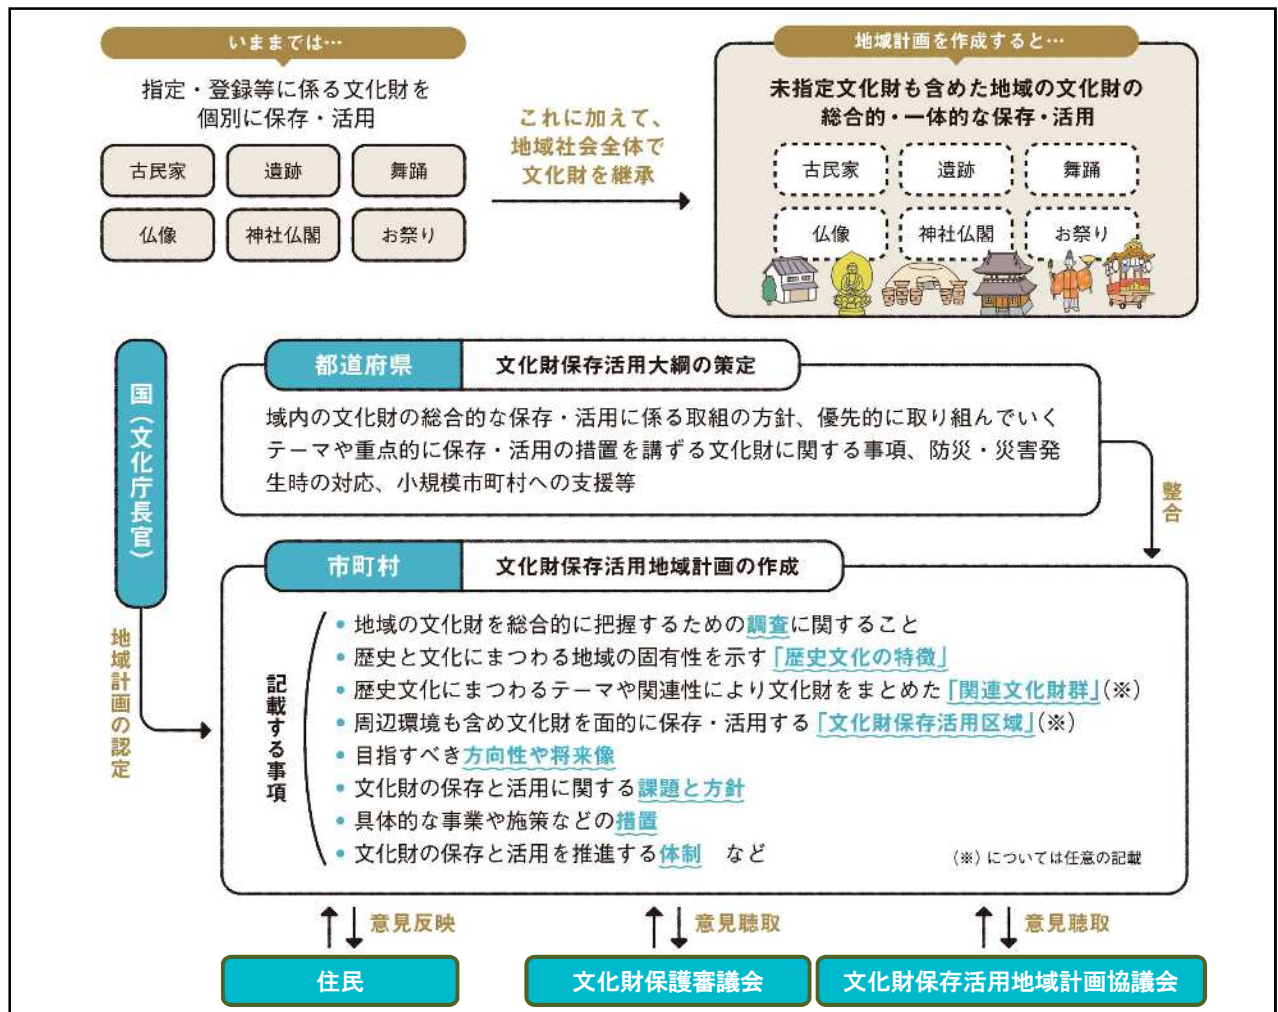 いままでは…
指定・登録等に係る文化財を
個別に保存・活用
古民家
遺跡
舞踊
仏像
神社仏閣
お祭り
これに加えて、
地域社会全体で
文化財を継承
地域計画を作成すると…
未指定文化財も含めた地域の文化財の
総合的・一体的な保存・活用
古民家
遺跡
舞踊
仏像
神社仏閣
お祭り
国(文化庁長官)
地域計画の認定
都道府県
文化財保存活用大綱の策定
域内の文化財の総合的な保存・活用に係る取組の方針、優先的に取り組んでいく
テーマや重点的に保存・活用の措置を講ずる文化財に関する事項、防災・災害発
生時の対応、小規模市町村への支援等
整合
市町村
文化財保存活用地域計画の作成
記載する事項
• 地域の文化財を総合的に把握するための調査に関すること
• 歴史と文化にまつわる地域の固有性を示す「歴史文化の特徴」
• 歴史文化にまつわるテーマや関連性により文化財をまとめた「関連文化財群」(※)
• 周辺環境も含め文化財を面的に保存・活用する「文化財保存活用区域」(※)
• 目指すべき方向性や将来像
• 文化財の保存と活用に関する課題と方針
• 具体的な事業や施策などの措置
• 文化財の保存と活用を推進する体制 など
(※)については任意の記載
意見反映
意見聴取
意見聴取
住民
文化財保護審議会
文化財保存活用地域計画協議会